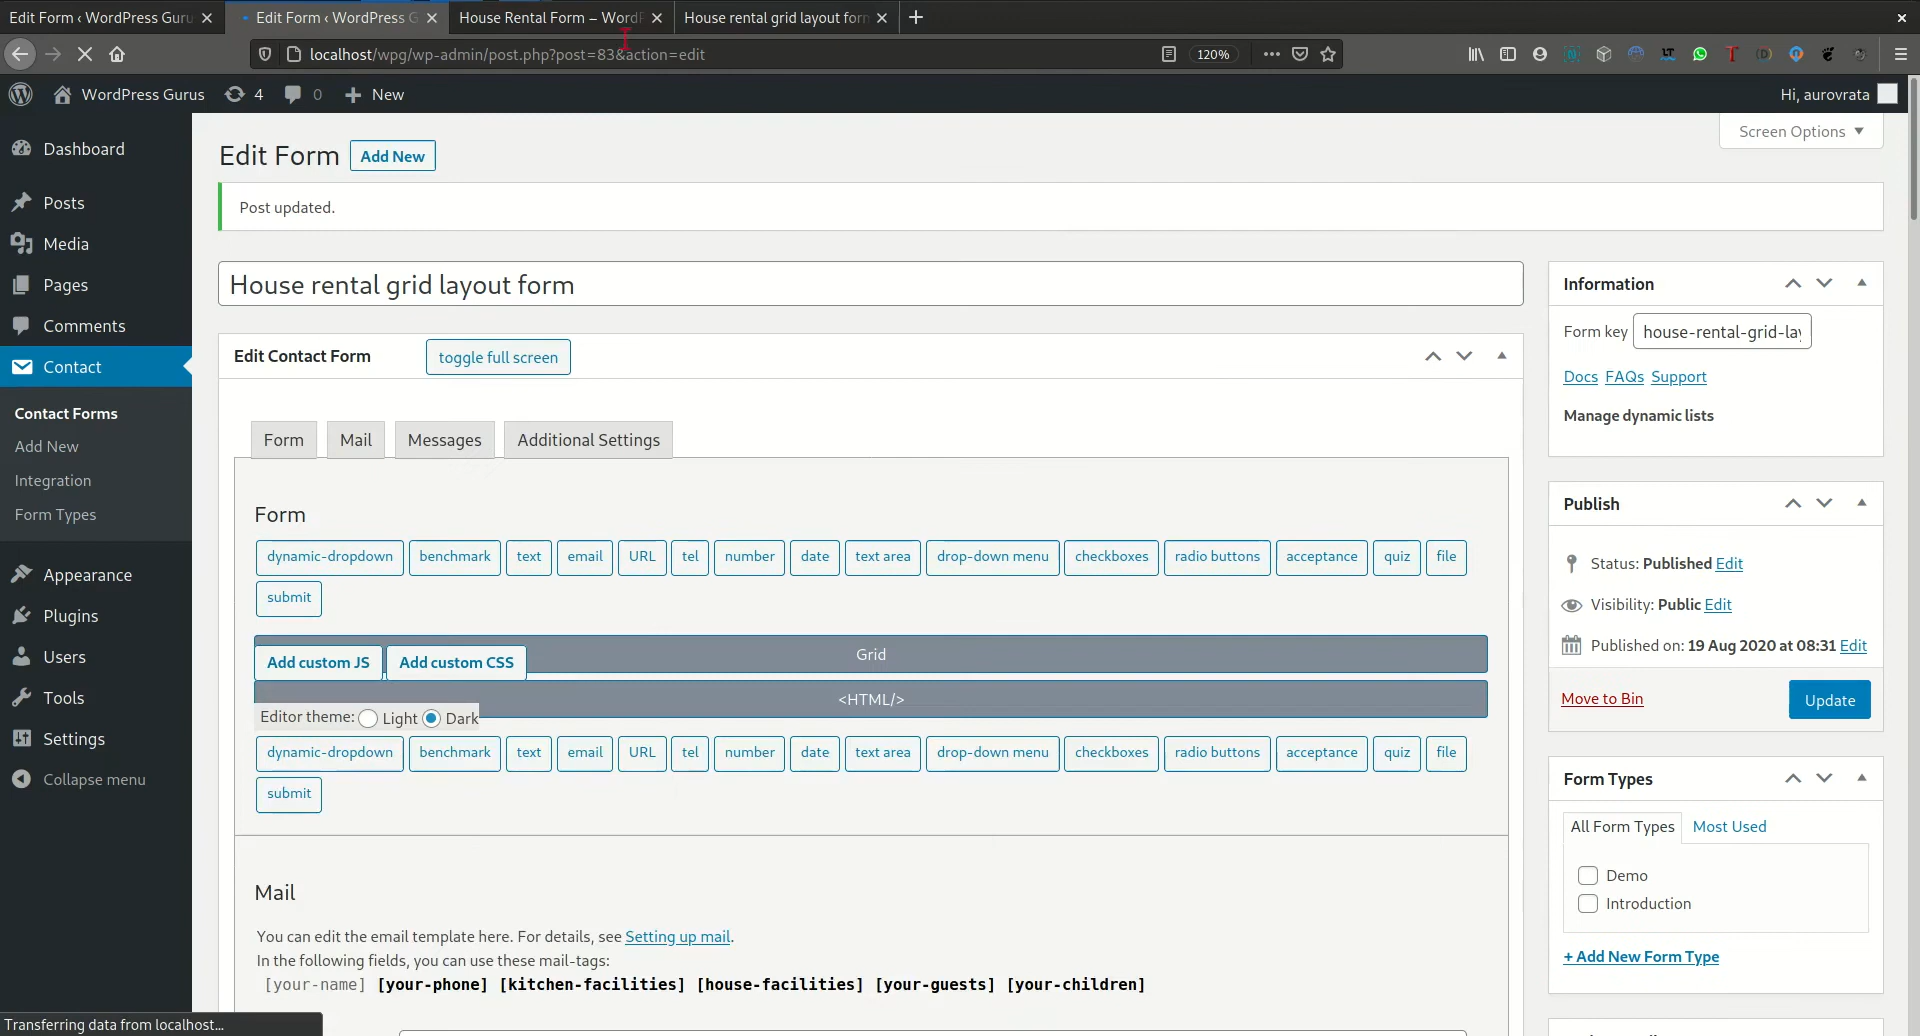 Edit Form ‹ WordPress Guru
Edit Form ‹ WordPress G
House Rental Form – WordP
House rental grid layout form
localhost/wpg/wp-admin/post.php?post=83&action=edit
120%
WordPress Gurus
4
0
New
Hi, aurovrata
Dashboard
Posts
Media
Pages
Comments
Contact
Contact Forms
Add New
Integration
Form Types
Appearance
Plugins
Users
Tools
Settings
Collapse menu
Screen Options
Edit Form
Add New
Post updated.
House rental grid layout form
Edit Contact Form
toggle full screen
Form
Mail
Messages
Additional Settings
Form
dynamic-dropdown benchmark text email URL tel number date text area drop-down menu checkboxes radio buttons acceptance quiz file
submit
Add custom JS
Add custom CSS
Grid
<HTML/>
Editor theme: Light Dark
dynamic-dropdown benchmark text email URL tel number date text area drop-down menu checkboxes radio buttons acceptance quiz file
submit
Mail
You can edit the email template here. For details, see Setting up mail.
In the following fields, you can use these mail-tags:
[your-name] [your-phone] [kitchen-facilities] [house-facilities] [your-guests] [your-children]
Information
Form key house-rental-grid-lay
Docs FAQs Support
Manage dynamic lists
Publish
Status: Published Edit
Visibility: Public Edit
Published on: 19 Aug 2020 at 08:31 Edit
Move to Bin
Update
Form Types
All Form Types
Most Used
Demo
Introduction
+ Add New Form Type
Transferring data from localhost...